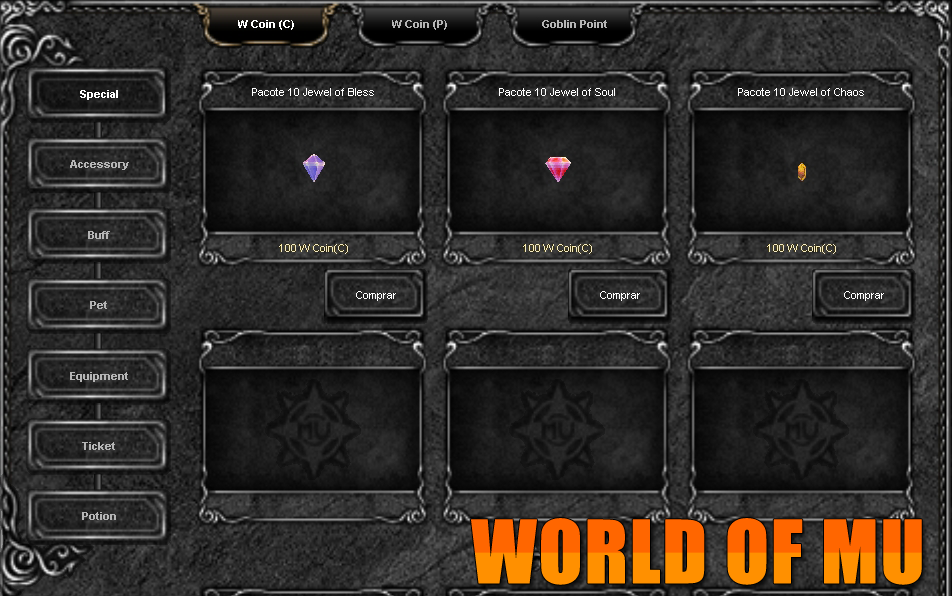 W Coin (C)
W Coin (P)
Goblin Point
Special
Accessory
Buff
Pet
Equipment
Ticket
Potion
Pacote 10 Jewel of Bless
100 W Coin(C)
Comprar
Pacote 10 Jewel of Soul
100 W Coin(C)
Comprar
Pacote 10 Jewel of Chaos
100 W Coin(C)
Comprar
MU
MU
MU
WORLD OF MU